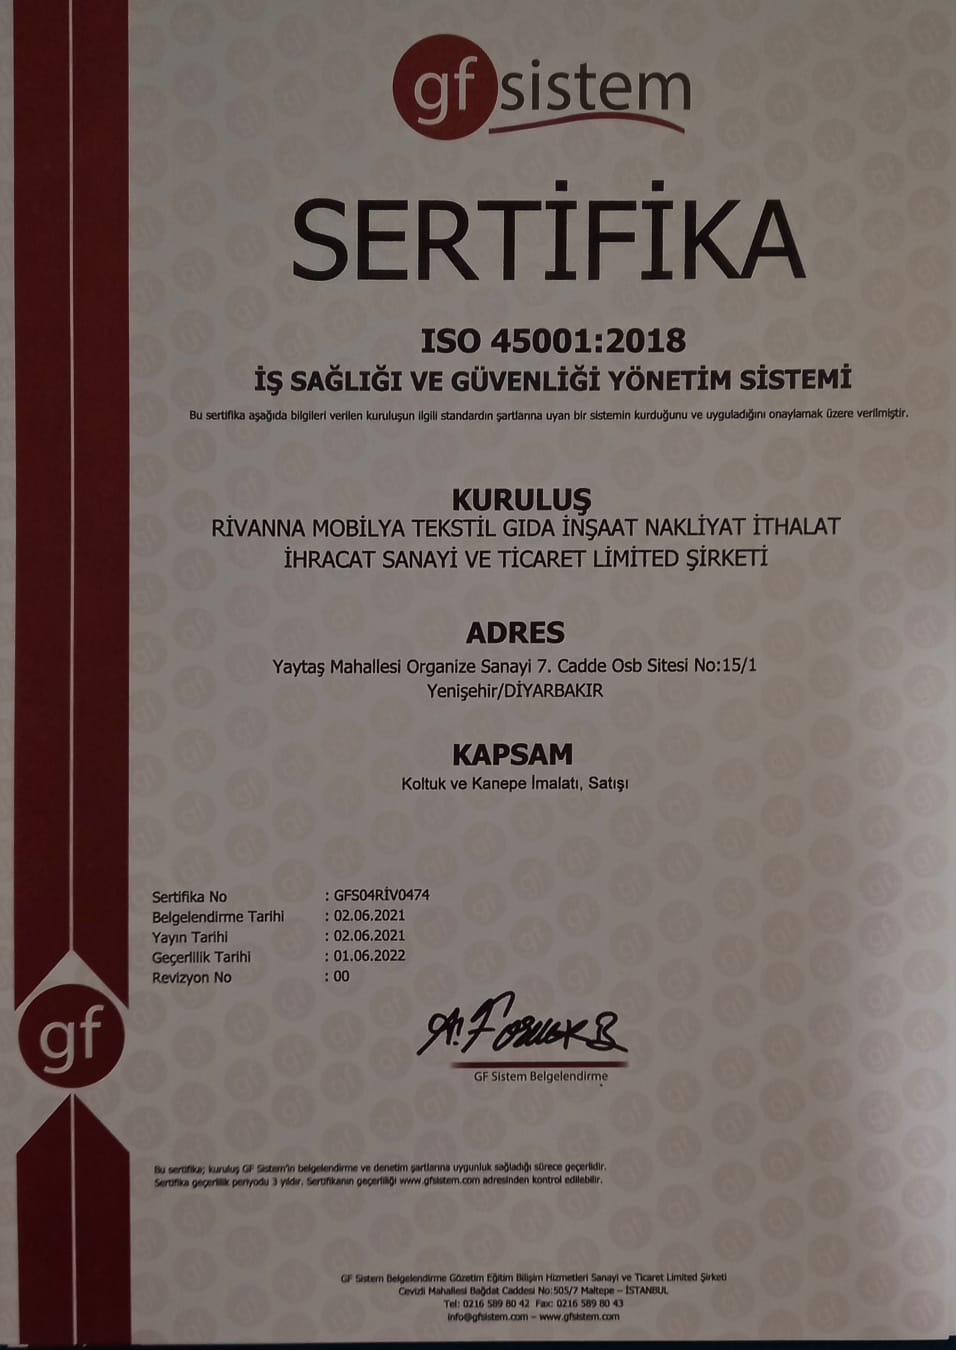 gf sistem
SERTİFİKA
ISO 45001:2018
İŞ SAĞLIĞI VE GÜVENLİĞİ YÖNETİM SİSTEMİ
Bu sertifika aşağıda bilgileri verilen kuruluşun ilgili standardın şartlarına uyan bir sistemin kurduğunu ve uyguladığını onaylamak üzere verilmiştir.
KURULUŞ
RİVANNA MOBİLYA TEKSTİL GIDA İNŞAAT NAKLİYAT İTHALAT
İHRACAT SANAYİ VE TİCARET LİMİTED ŞİRKETİ
ADRES
Yaytaş Mahallesi Organize Sanayi 7. Cadde Osb Sitesi No:15/1
Yenişehir/DİYARBAKIR
KAPSAM
Koltuk ve Kanepe İmalatı, Satışı
Sertifika No : GFS04RİV0474
Belgelendirme Tarihi : 02.06.2021
Yayın Tarihi : 02.06.2021
Geçerlilik Tarihi : 01.06.2022
Revizyon No : 00
gf
GF Sistem Belgelendirme
Bu sertifika; kuruluş GF Sistem'in belgelendirme ve denetim şartlarına uygunluk sağladığı sürece geçerlidir.
Sertifika geçerlilik periyodu 3 yıldır. Sertifikanın geçerliliği www.gfsistem.com adresinden kontrol edilebilir.
GF Sistem Belgelendirme Gözetim Eğitim Bilişim Hizmetleri Sanayi ve Ticaret Limited Şirketi
Cevizli Mahallesi Bağdat Caddesi No:505/7 Maltepe – İSTANBUL
Tel: 0216 589 80 42 Fax: 0216 589 80 43
info@gfsistem.com – www.gfsistem.com